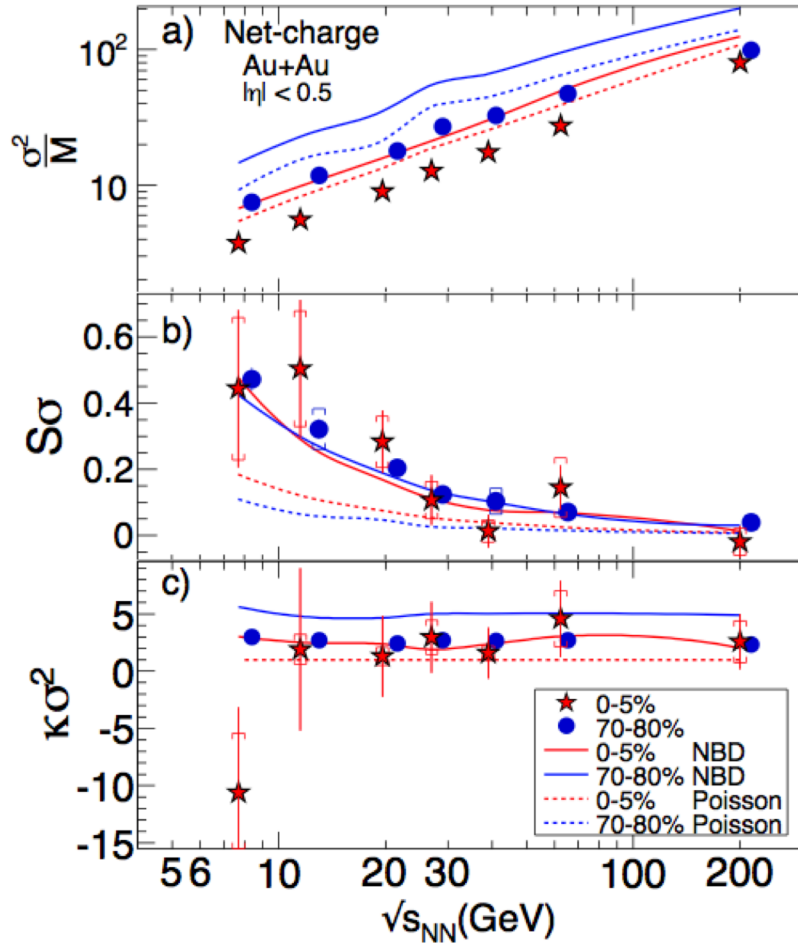 a) Net-charge
Au+Au
|η| < 0.5
10²
10
σ²/M
b)
0.6
0.4
0.2
0
Sσ
c)
5
0
-5
-10
-15
κσ²
0-5%
70-80%
0-5% NBD
70-80% NBD
0-5% Poisson
70-80% Poisson
5 6 10 20 30 100 200
√sNN(GeV)